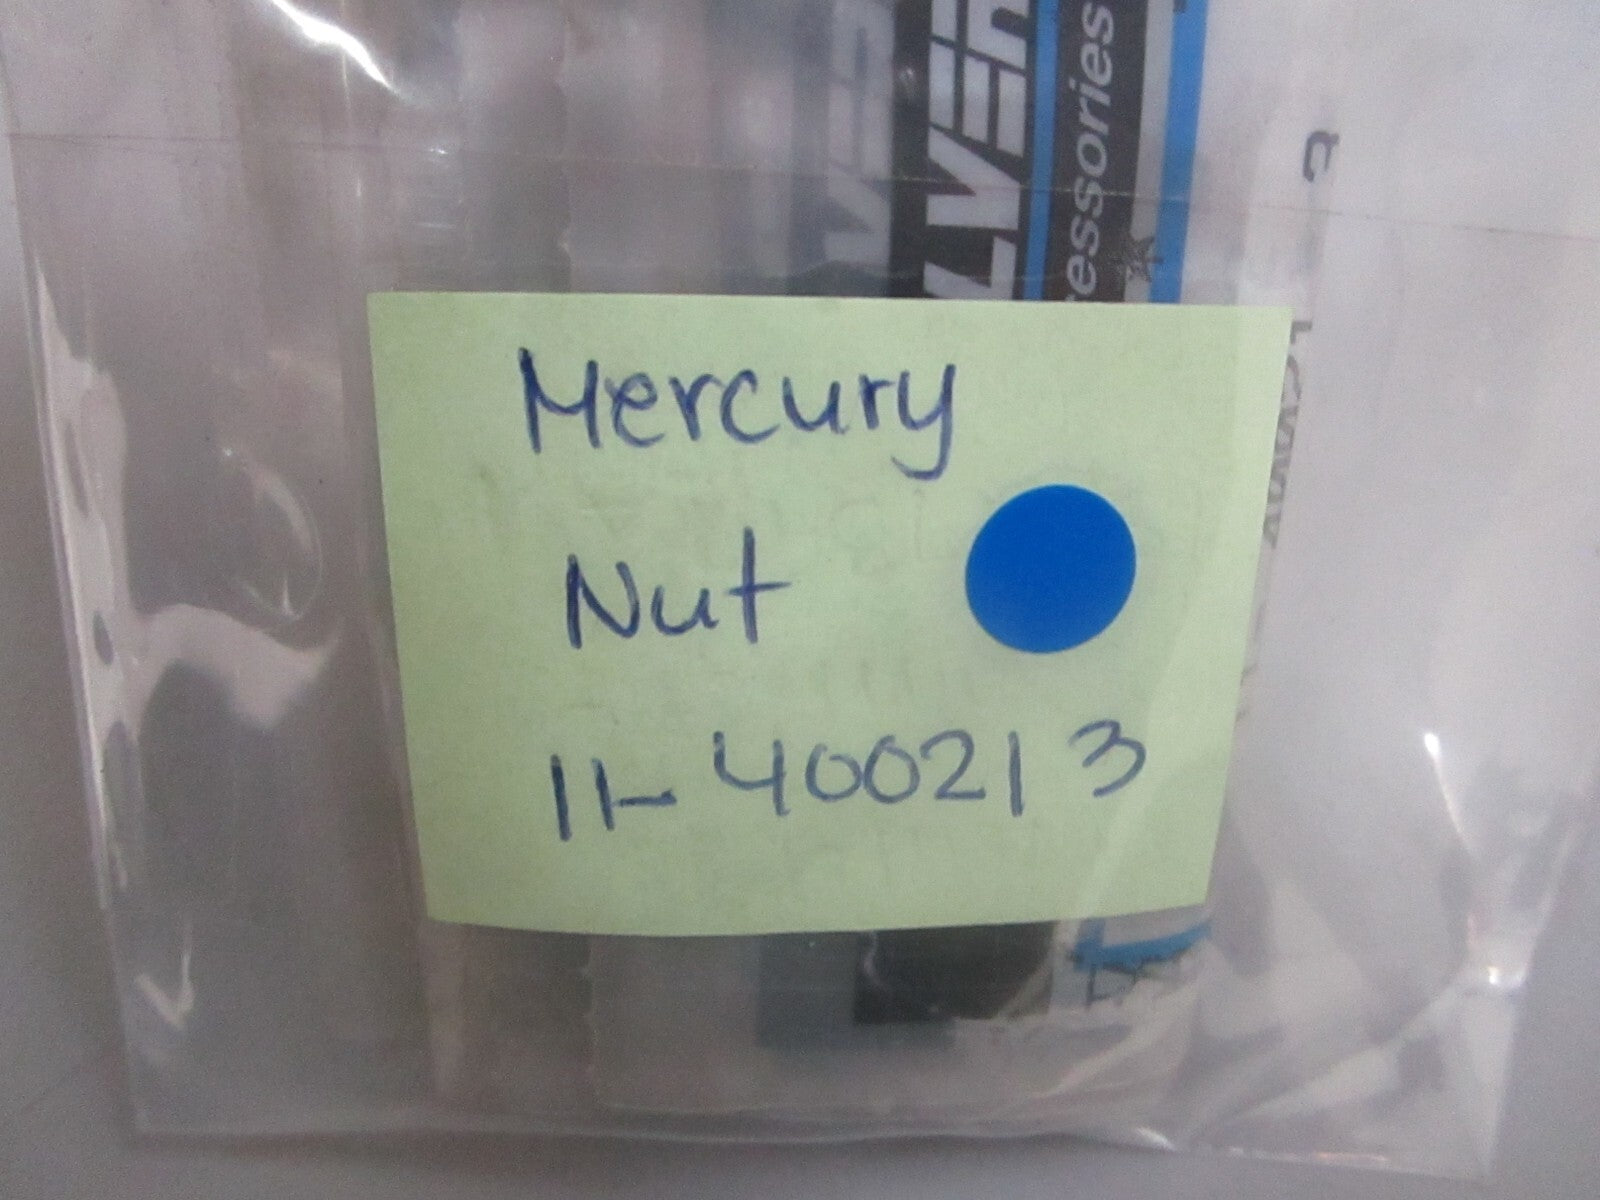 Mercury
Nut
11-400213
essories